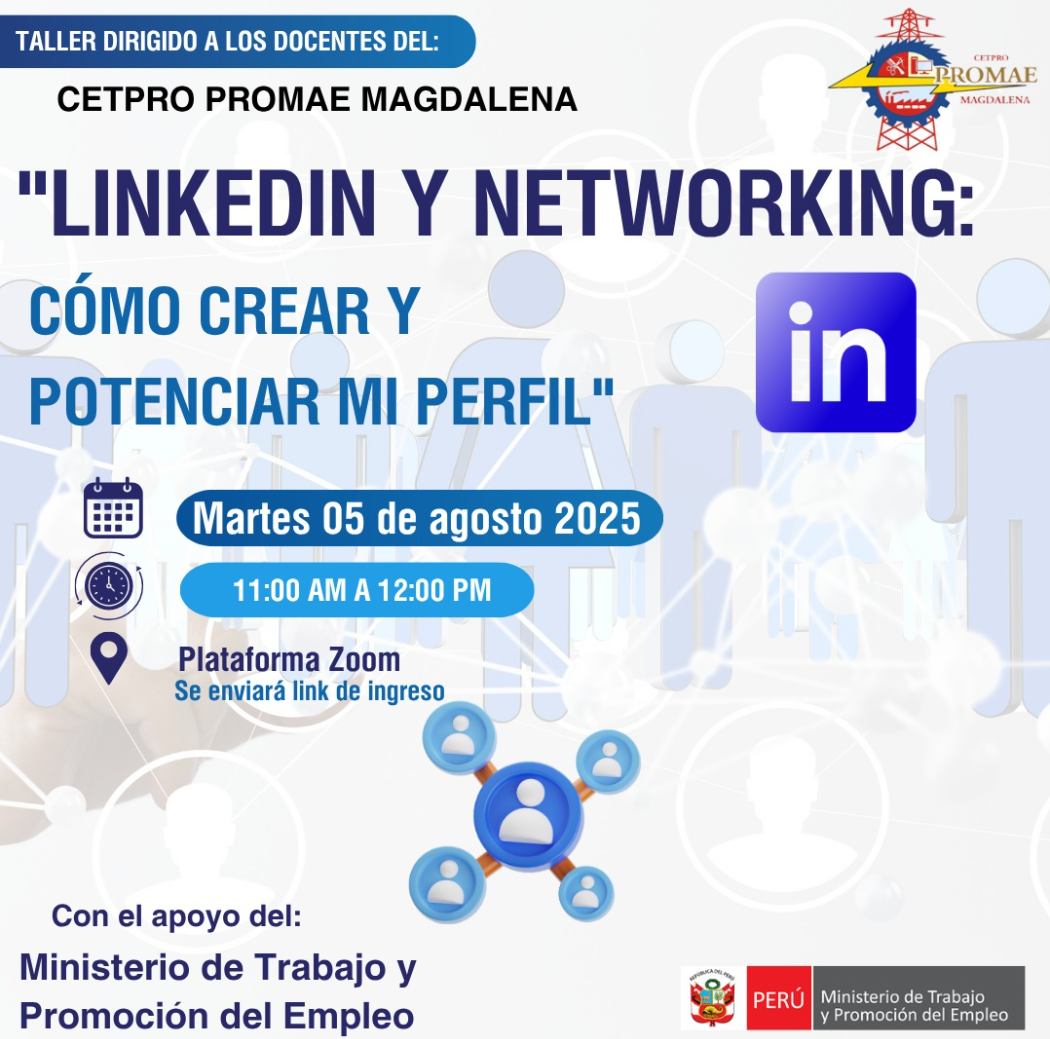 TALLER DIRIGIDO A LOS DOCENTES DEL:
CETPRO PROMAE MAGDALENA
CETPRO
PROMAE
MAGDALENA
"LINKEDIN Y NETWORKING:
CÓMO CREAR Y
POTENCIAR MI PERFIL"
in
Martes 05 de agosto 2025
11:00 AM A 12:00 PM
Plataforma Zoom
Se enviará link de ingreso
Con el apoyo del:
Ministerio de Trabajo y
Promoción del Empleo
REPÚBLICA DEL PERÚ
PERÚ
Ministerio de Trabajo
y Promoción del Empleo